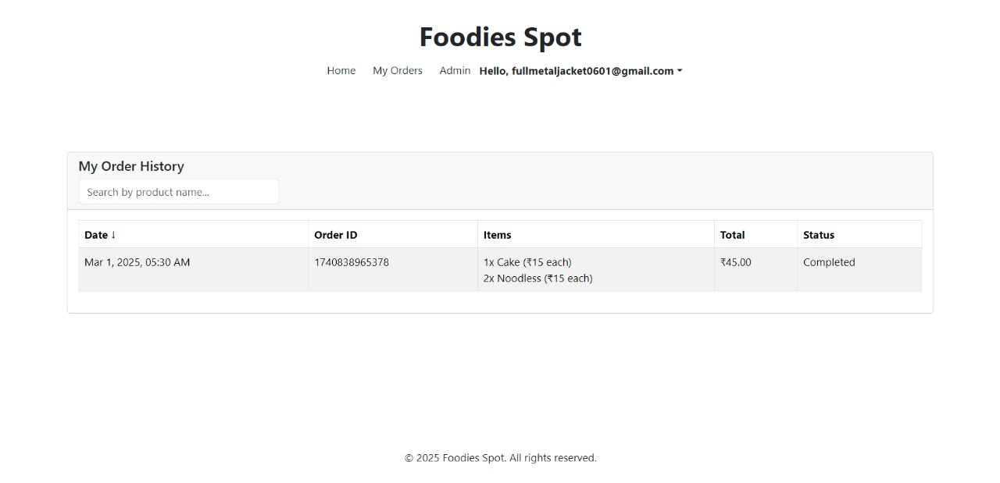 Foodies Spot
Home My Orders Admin Hello, fullmetaljacket0601@gmail.com
My Order History
Search by product name...
Date ↓ Order ID Items Total Status
Mar 1, 2025, 05:30 AM 1740838965378 1x Cake (₹15 each) ₹45.00 Completed
2x Noodless (₹15 each)
© 2025 Foodies Spot. All rights reserved.